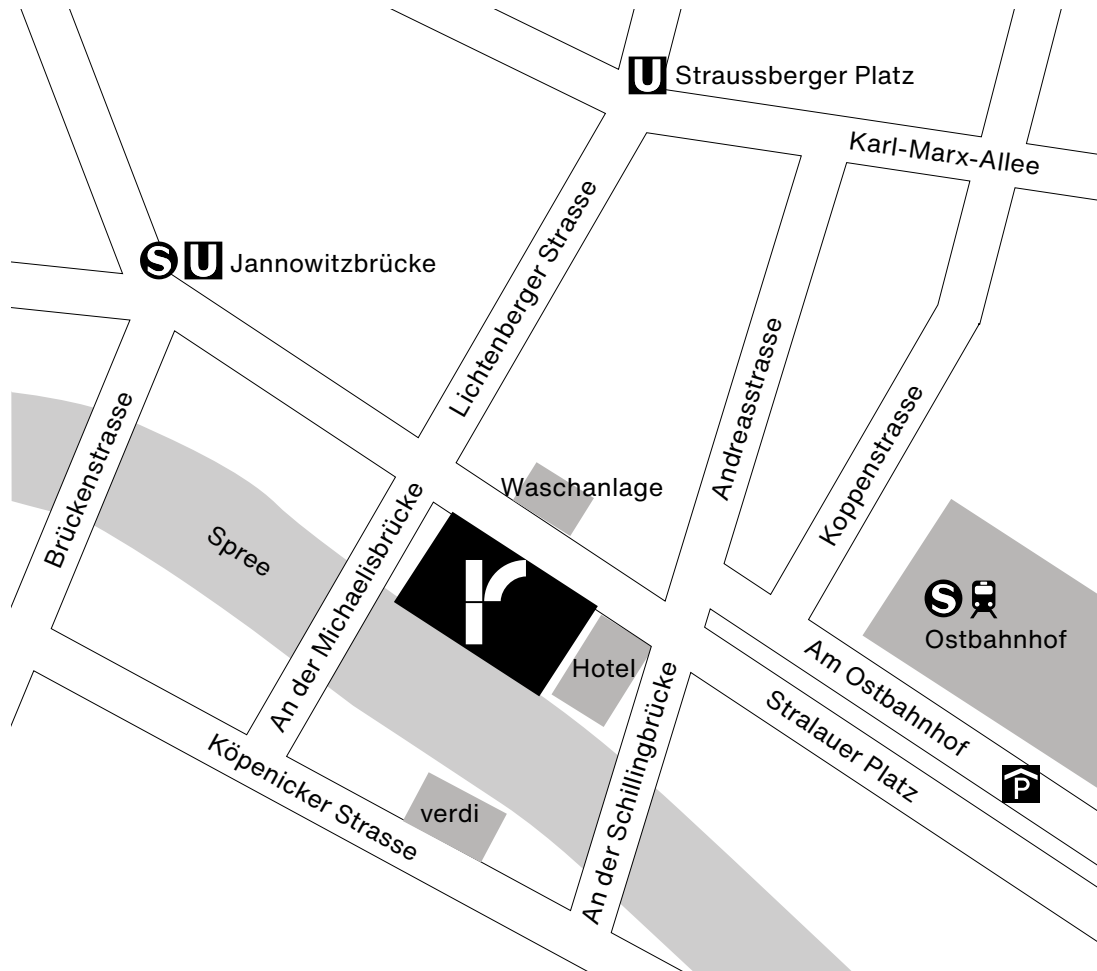 U Straussberger Platz
Karl-Marx-Allee
S U Jannowitzbrücke
Lichtenberger Strasse
Andreasstrasse
Koppenstrasse
Brückenstrasse
Waschanlage
Spree
An der Michaelisbrücke
r
S
Ostbahnhof
Hotel
Am Ostbahnhof
Stralauer Platz
P
An der Schillingbrücke
Köpenicker Strasse
verdi